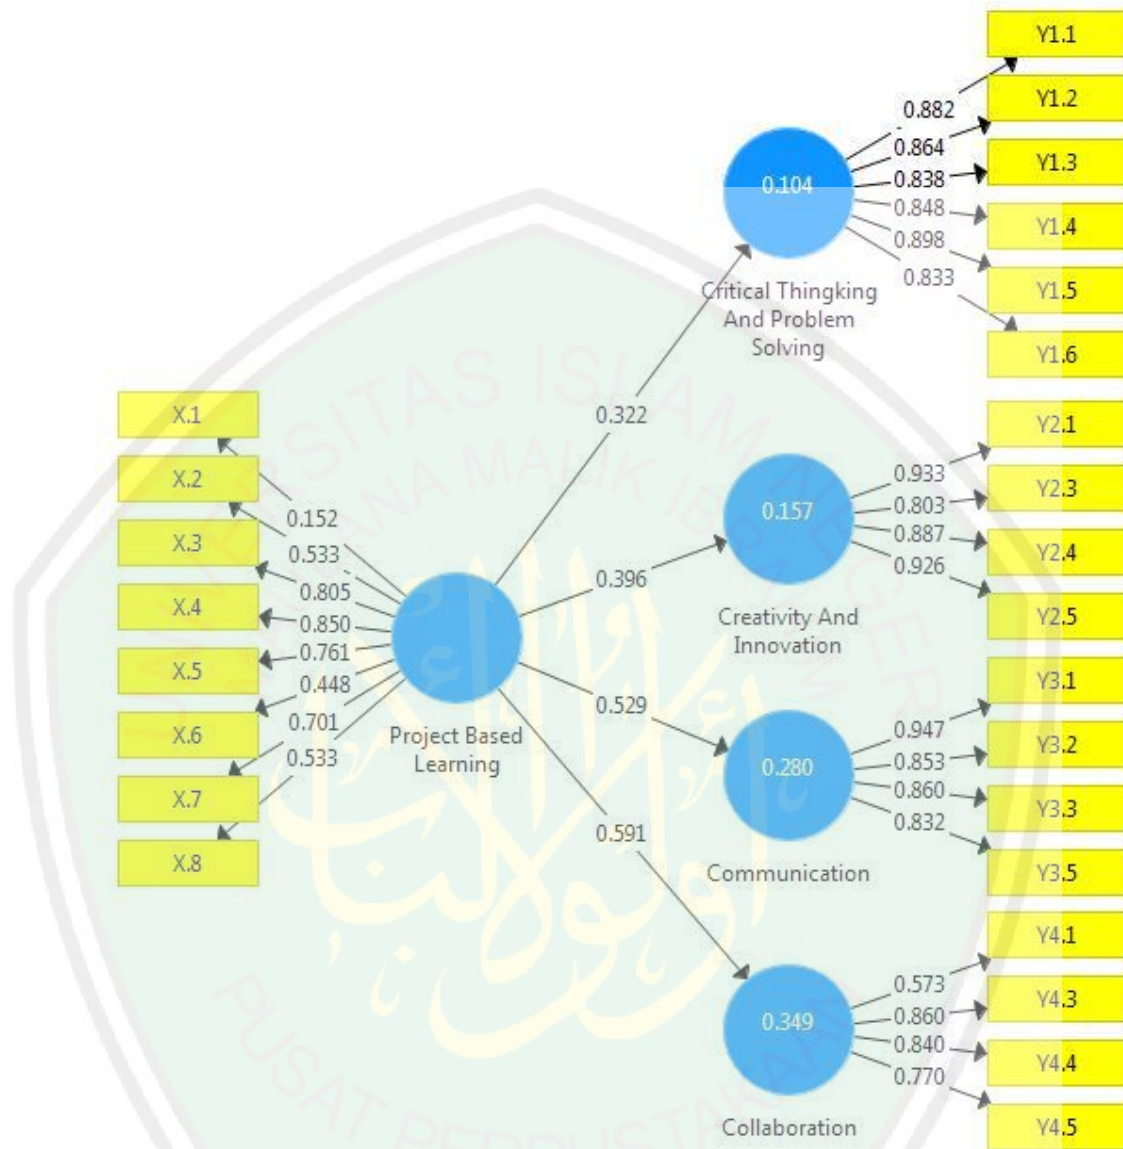 Y1.1
Y1.2
Y1.3
Y1.4
Y1.5
Y1.6
0.882
0.864
0.838
0.848
0.898
0.833
0.104
Critical Thingking
And Problem
Solving
0.322
X.1
X.2
X.3
X.4
X.5
X.6
X.7
X.8
0.152
0.533
0.805
0.850
0.761
0.448
0.701
0.533
Project Based
Learning
0.396
0.529
0.591
0.157
Creativity And
Innovation
0.933
0.803
0.887
0.926
Y2.1
Y2.3
Y2.4
Y2.5
0.280
Communication
0.947
0.853
0.860
0.832
Y3.1
Y3.2
Y3.3
Y3.5
0.349
Collaboration
0.573
0.860
0.840
0.770
Y4.1
Y4.3
Y4.4
Y4.5
PUSAT PERPUSTAKAAN